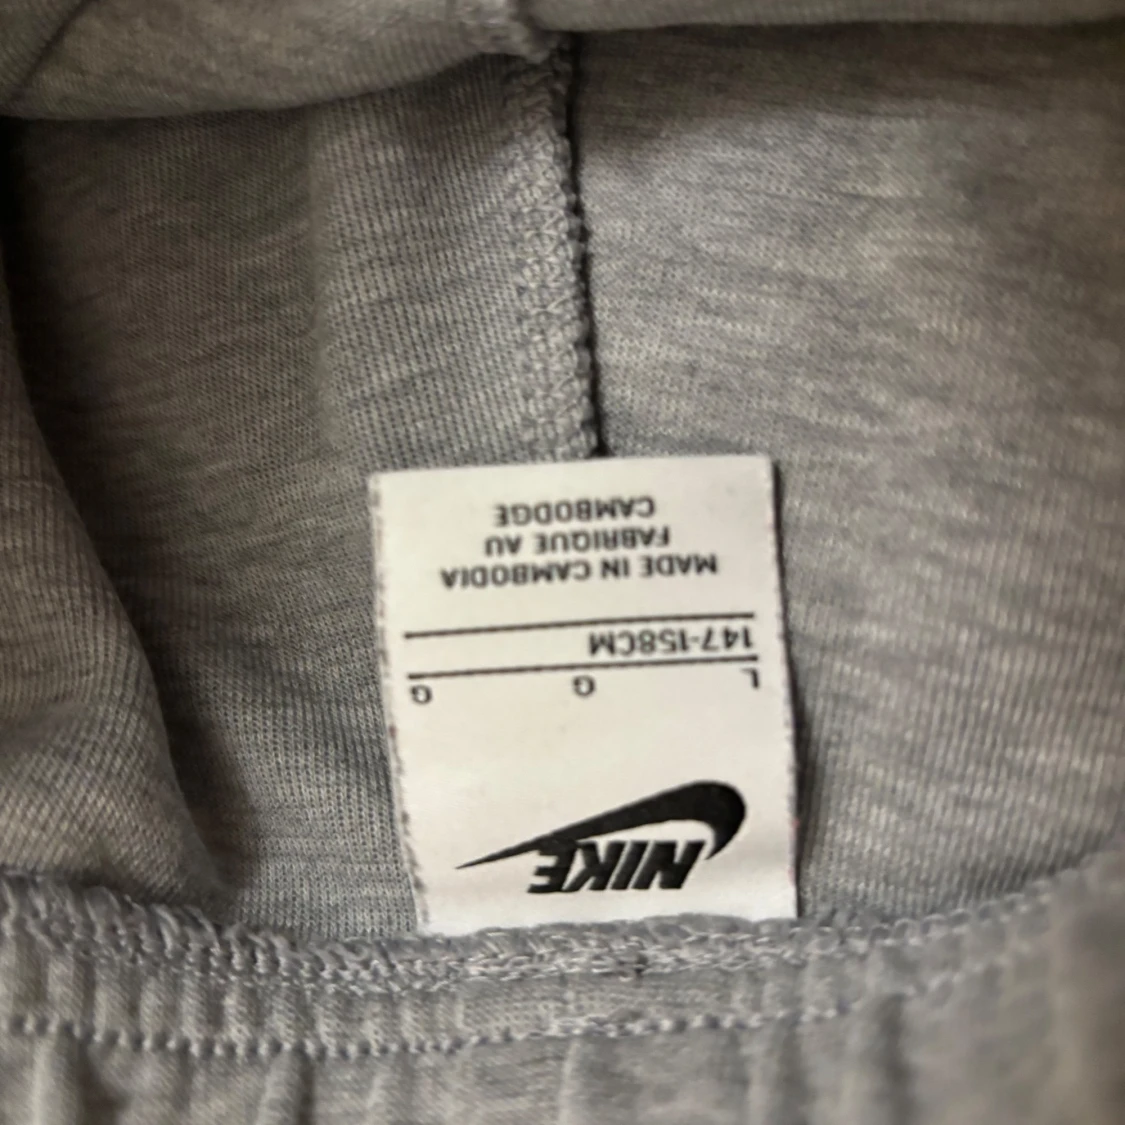 NIKE
L G G
147-158CM
MADE IN CAMBODIA
FABRIQUE AU
CAMBODGE